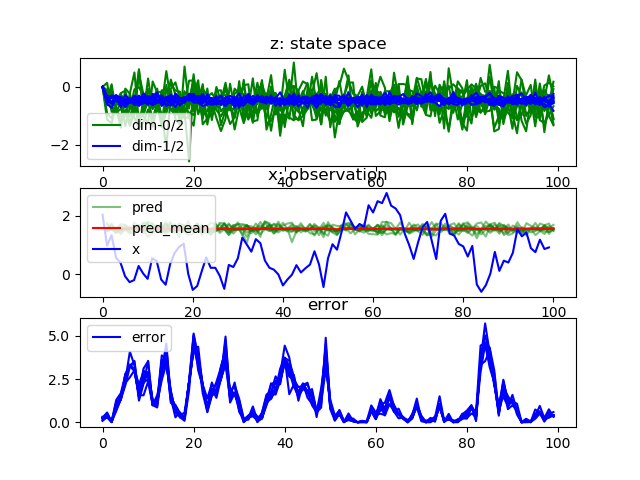 z: state space
0
−2
dim-0/2
dim-1/2
0 20 40 60 80 100
x: observation
2
0
pred
pred_mean
x
0 20 40 60 80 100
error
5.0
2.5
0.0
error
0 20 40 60 80 100